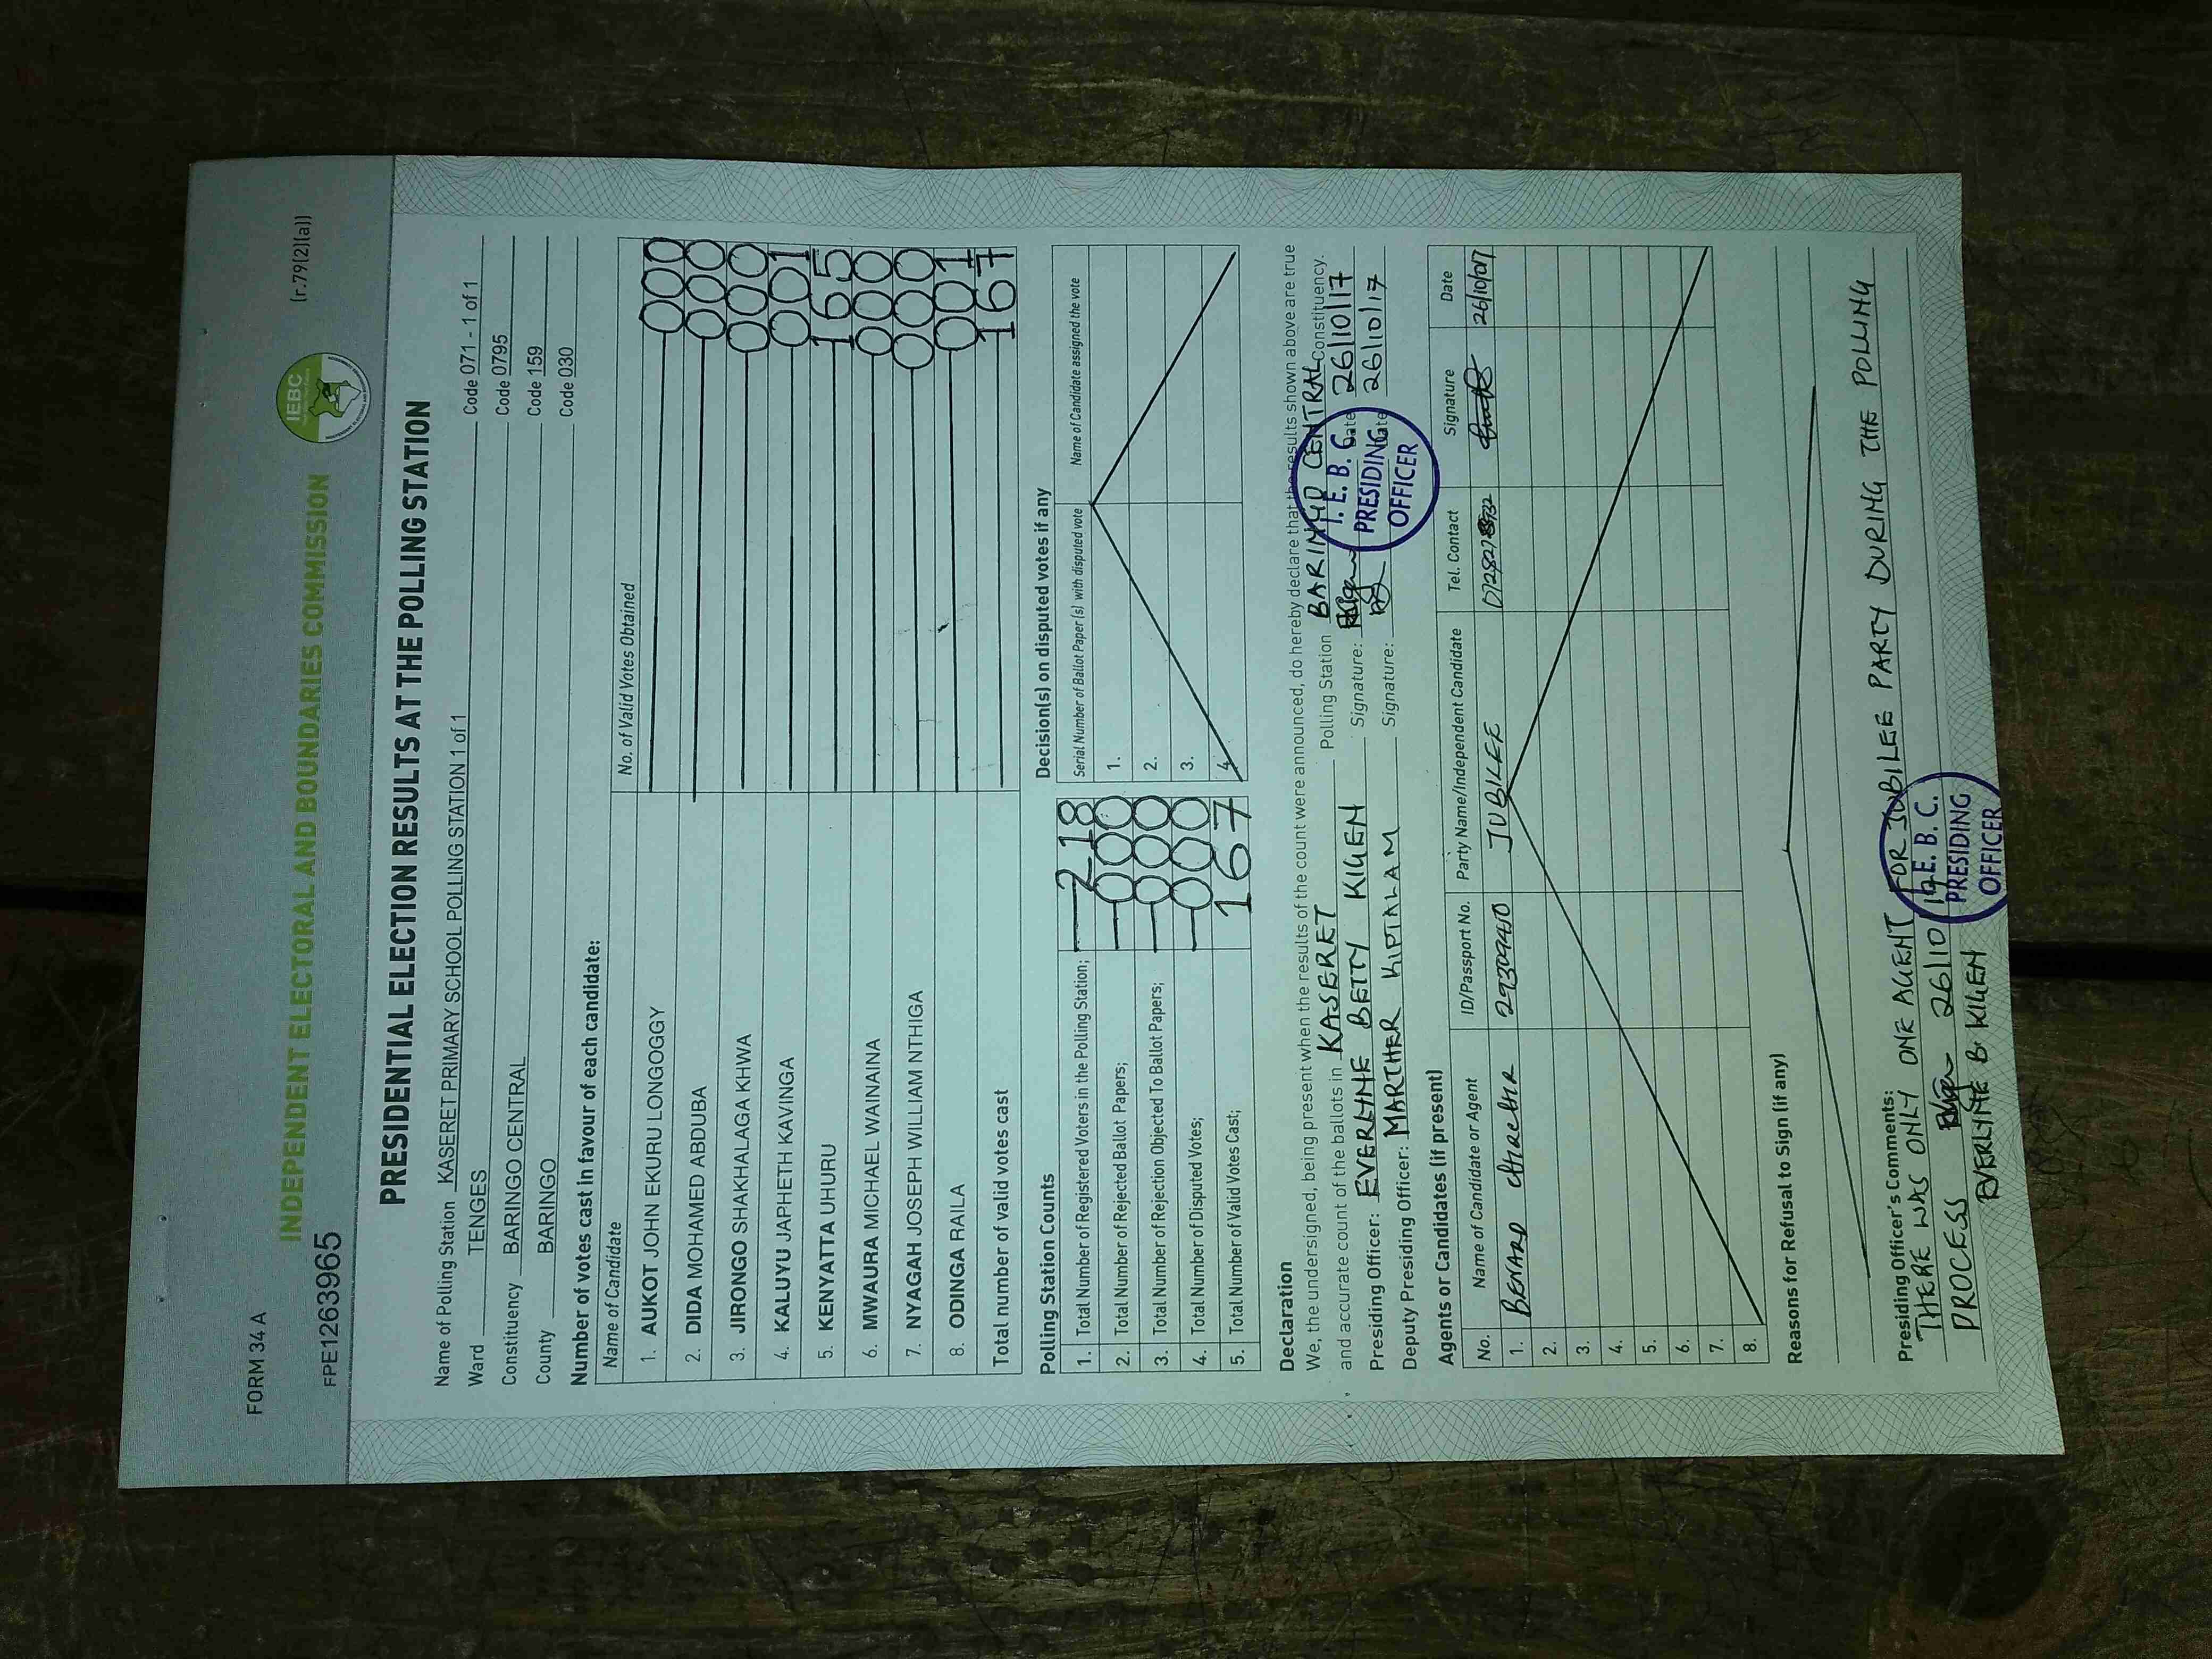 FORM 34 A
(r.79(2)(a))
INDEPENDENT ELECTORAL AND BOUNDARIES COMMISSION
IEBC
FPE1263965
PRESIDENTIAL ELECTION RESULTS AT THE POLLING STATION
Name of Polling Station KASERET PRIMARY SCHOOL POLLING STATION 1 of 1 Code 071 - 1 of 1
Ward TENGES Code 0795
Constituency BARINGO CENTRAL Code 159
County BARINGO Code 030
Number of votes cast in favour of each candidate:
Name of Candidate No. of Valid Votes Obtained
1. AUKOT JOHN EKURU LONGOGGY 000
2. DIDA MOHAMED ABDUBA 000
3. JIRONGO SHAKHALAGA KHWA 000
4. KALUYU JAPHETH KAVINGA 001
5. KENYATTA UHURU 165
6. MWAURA MICHAEL WAINAINA 000
7. NYAGAH JOSEPH WILLIAM NTHIGA 000
8. ODINGA RAILA 001
Total number of valid votes cast 167
Polling Station Counts
1. Total Number of Registered Voters in the Polling Station; 218
2. Total Number of Rejected Ballot Papers; 000
3. Total Number of Rejection Objected To Ballot Papers; 000
4. Total Number of Disputed Votes; 000
5. Total Number of Valid Votes Cast; 167
Decision(s) on disputed votes if any
Serial Number of Ballot Paper(s) with disputed vote Name of Candidate assigned the vote
1.
2.
3.
4.
Declaration
We, the undersigned, being present when the results of the count were announced, do hereby declare that the results shown above are true
and accurate count of the ballots in KASERET Polling Station BARINGO CENTRAL Constituency.
Presiding Officer: EVERLINE BETTY KIGEN Signature: Date 26/10/17
Deputy Presiding Officer: MARTHER KIPTALAM Signature: Date 26/10/17
I. E. B. C.
PRESIDING
OFFICER
Agents or Candidates (if present)
No. Name of Candidate or Agent ID/Passport No. Party Name/Independent Candidate Tel. Contact Signature Date
1. BENARD JUBILEE
2.
3.
4.
5.
6.
7.
8.
Reasons for Refusal to Sign (if any)
Presiding Officer's Comments:
THERE WAS ONLY ONE AGENT FOR JUBILEE PARTY DURING THE POLLING
PROCESS 26/10/17
EVERLYNE B. KIGEN
I. E. B. C.
PRESIDING
OFFICER